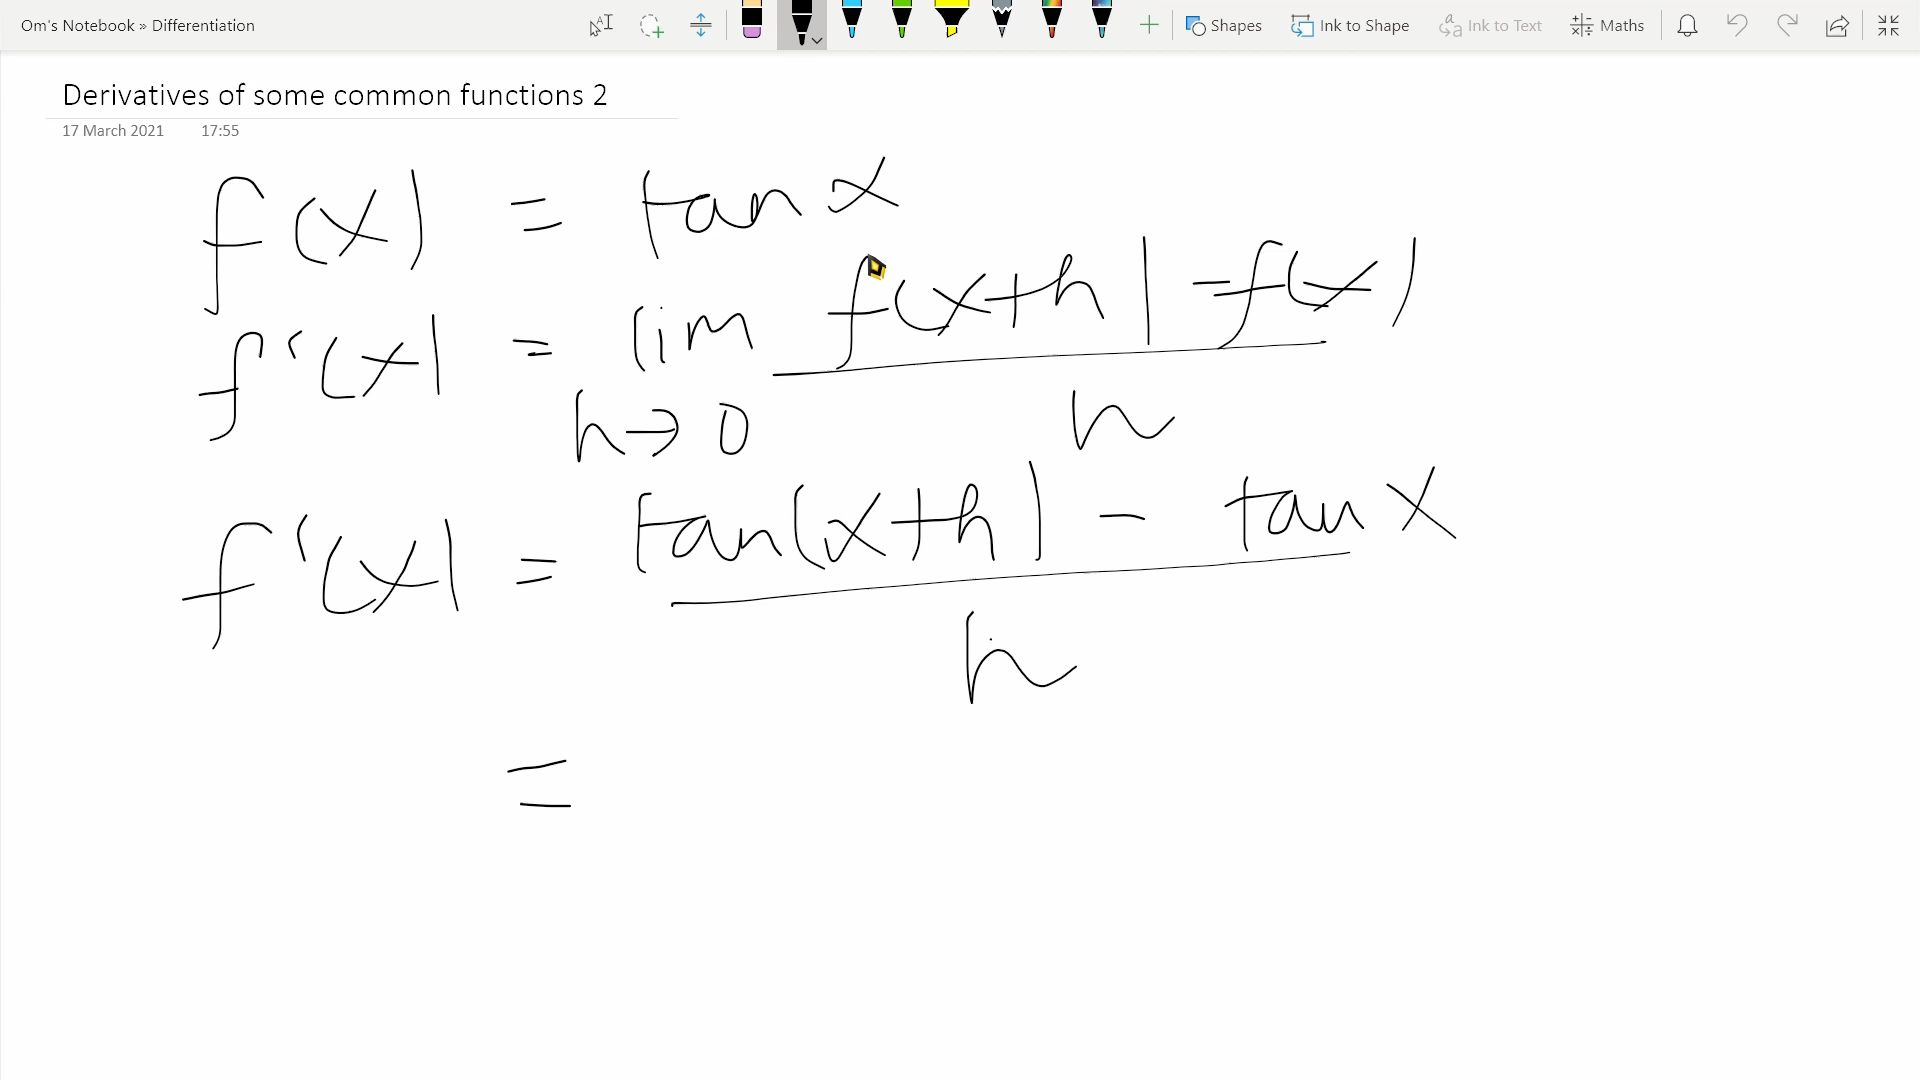 Om's Notebook » Differentiation
Shapes
Ink to Shape
Ink to Text
Maths
Derivatives of some common functions 2
17 March 2021 17:55
f(x) = tan x
f'(x) = lim f(x+h) - f(x)
h→0 h
f'(x) = tan(x+h) - tan x
h
=